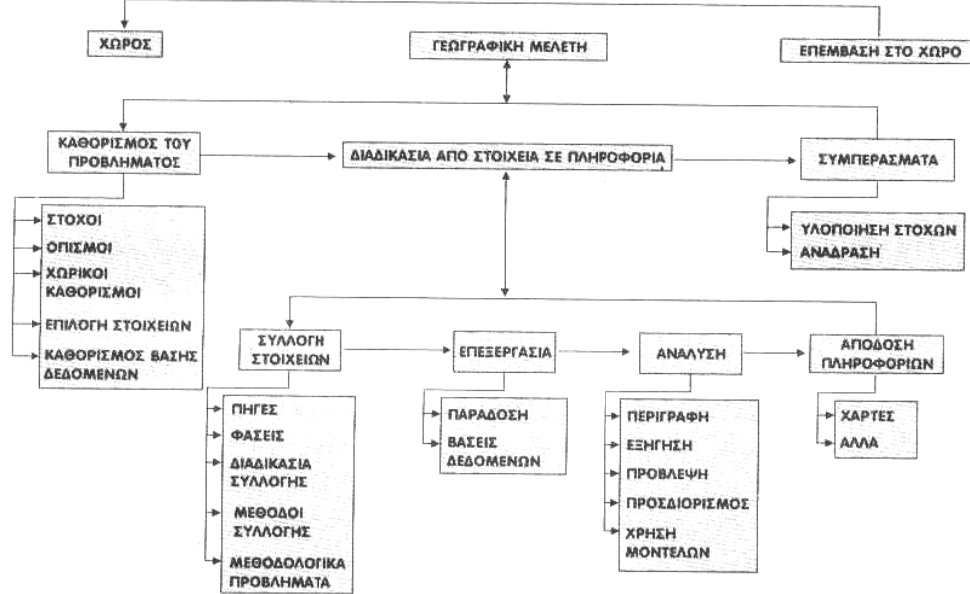 ΧΩΡΟΣ
ΓΕΩΓΡΑΦΙΚΗ ΜΕΛΕΤΗ
ΕΠΕΜΒΑΣΗ ΣΤΟ ΧΩΡΟ
ΚΑΘΟΡΙΣΜΟΣ ΤΟΥ
ΠΡΟΒΛΗΜΑΤΟΣ
ΔΙΑΔΙΚΑΣΙΑ ΑΠΟ ΣΤΟΙΧΕΙΑ ΣΕ ΠΛΗΡΟΦΟΡΙΑ
ΣΥΜΠΕΡΑΣΜΑΤΑ
ΣΤΟΧΟΙ
ΟΠΙΣΜΟΙ
ΧΩΡΙΚΟΙ
ΚΑΘΟΡΙΣΜΟΙ
ΕΠΙΛΟΓΗ ΣΤΟΙΧΕΙΩΝ
ΚΑΘΟΡΙΣΜΟΣ ΒΑΣΗΣ
ΔΕΔΟΜΕΝΩΝ
ΥΛΟΠΟΙΗΣΗ ΣΤΟΧΩΝ
ΑΝΑΔΡΑΣΗ
ΣΥΛΛΟΓΗ
ΣΤΟΙΧΕΙΩΝ
ΕΠΕΞΕΡΓΑΣΙΑ
ΑΝΑΛΥΣΗ
ΑΠΟΔΟΣΗ
ΠΛΗΡΟΦΟΡΙΩΝ
ΠΗΓΕΣ
ΦΑΣΕΙΣ
ΔΙΑΔΙΚΑΣΙΑ
ΣΥΛΛΟΓΗΣ
ΜΕΘΟΔΟΙ
ΣΥΛΛΟΓΗΣ
ΜΕΘΟΔΟΛΟΓΙΚΑ
ΠΡΟΒΛΗΜΑΤΑ
ΠΑΡΑΔΟΣΗ
ΒΑΣΕΙΣ
ΔΕΔΟΜΕΝΩΝ
ΠΕΡΙΓΡΑΦΗ
ΕΞΗΓΗΣΗ
ΠΡΟΒΛΕΨΗ
ΠΡΟΣΔΙΟΡΙΣΜΟΣ
ΧΡΗΣΗ
ΜΟΝΤΕΛΩΝ
ΧΑΡΤΕΣ
ΑΛΛΑ